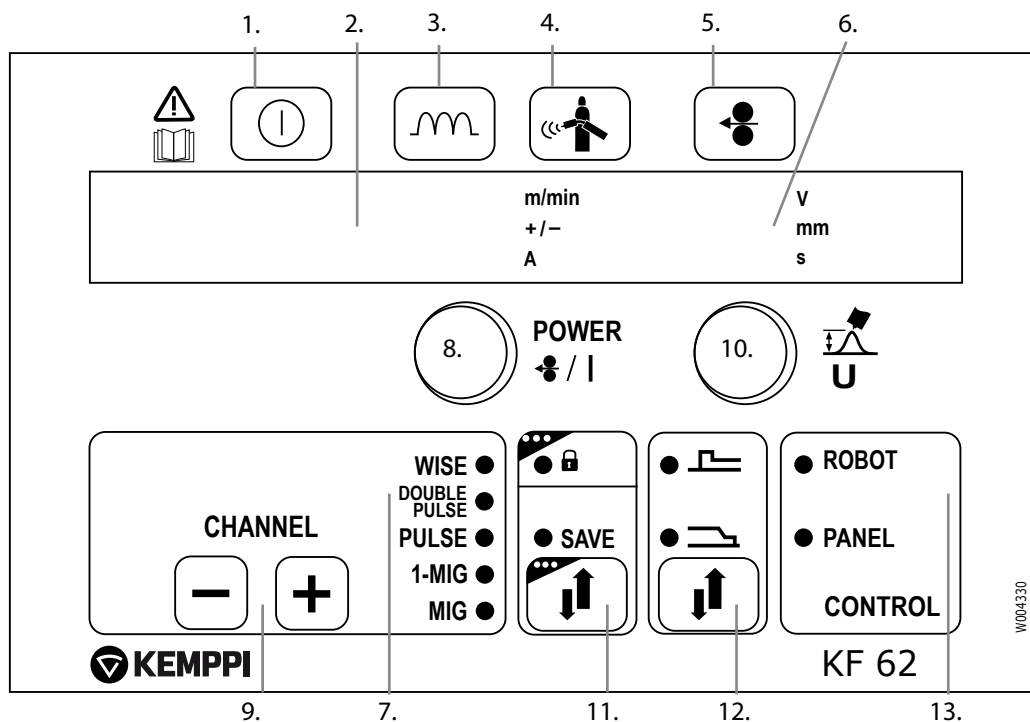 1. 2. 3. 4. 5. 6.
m/min V
+/− mm
A s
8. POWER 10.
/ I U
WISE ROBOT
DOUBLE
PULSE
CHANNEL PULSE SAVE PANEL
1-MIG
− + MIG CONTROL
KEMPPI KF 62
W004330
9. 7. 11. 12. 13.